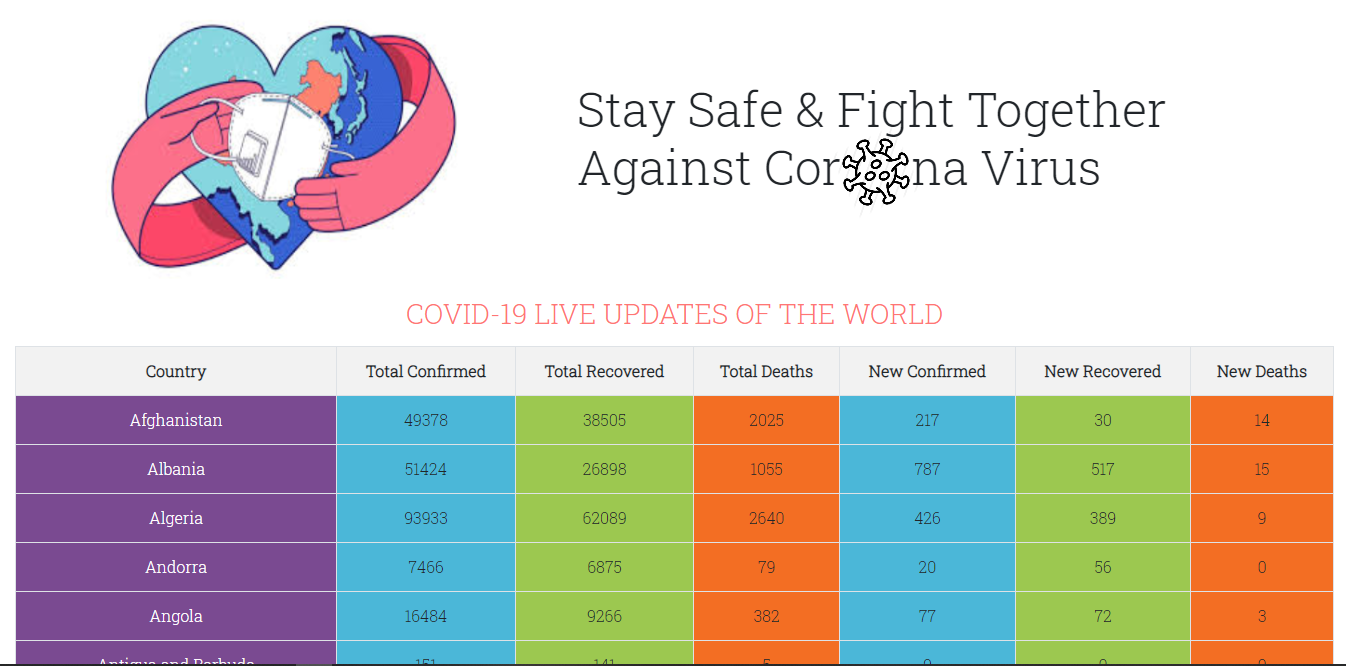 Stay Safe & Fight Together
Against Corona Virus
COVID-19 LIVE UPDATES OF THE WORLD
Country Total Confirmed Total Recovered Total Deaths New Confirmed New Recovered New Deaths
Afghanistan 49378 38505 2025 217 30 14
Albania 51424 26898 1055 787 517 15
Algeria 93933 62089 2640 426 389 9
Andorra 7466 6875 79 20 56 0
Angola 16484 9266 382 77 72 3
Antigua and Barbuda 151 141 5 0 0 0